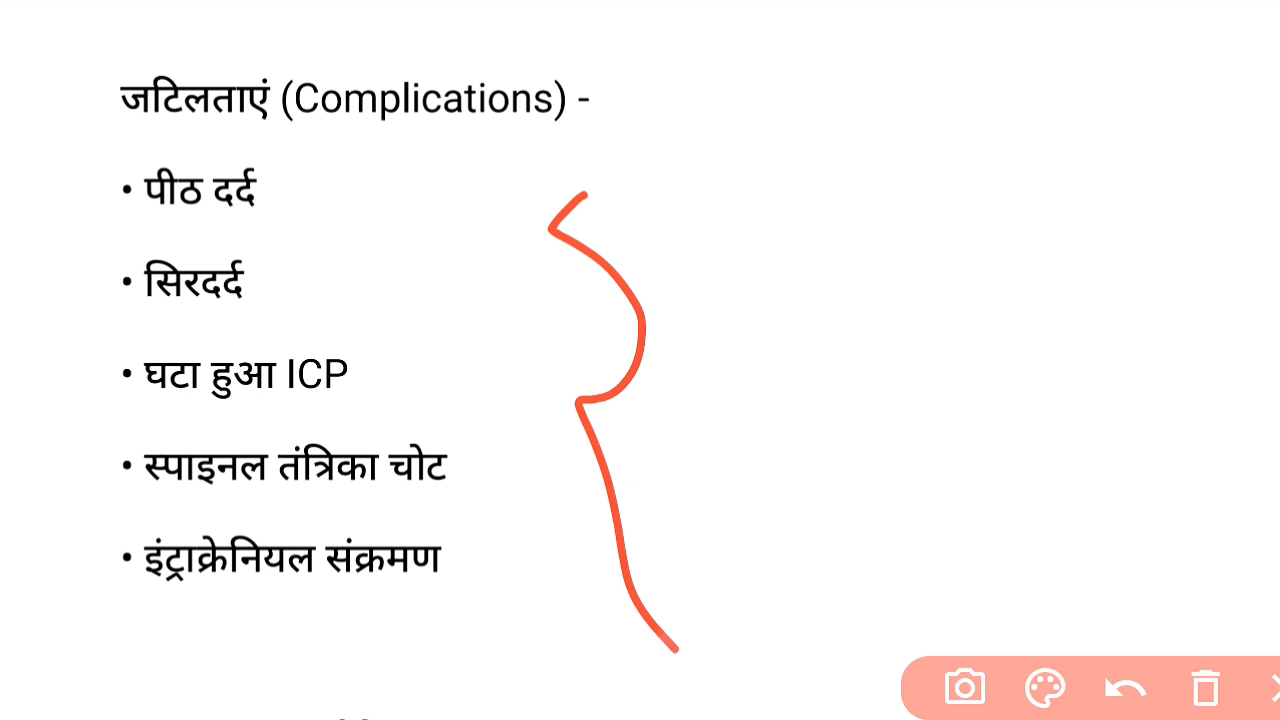 जटिलताएं (Complications) -
• पीठ दर्द
• सिरदर्द
• घटा हुआ ICP
• स्पाइनल तंत्रिका चोट
• इंट्राक्रेनियल संक्रमण